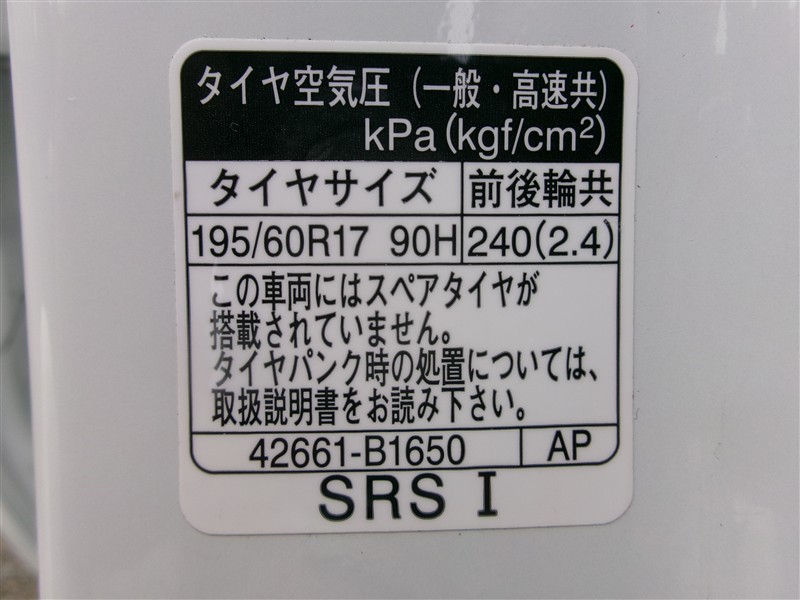 タイヤ空気圧 (一般・高速共)
kPa(kgf/cm²)
タイヤサイズ 前後輪共
195/60R17 90H 240(2.4)
この車両にはスペアタイヤが
搭載されていません。
タイヤパンク時の処置については、
取扱説明書をお読み下さい。
42661-B1650 AP
SRS I